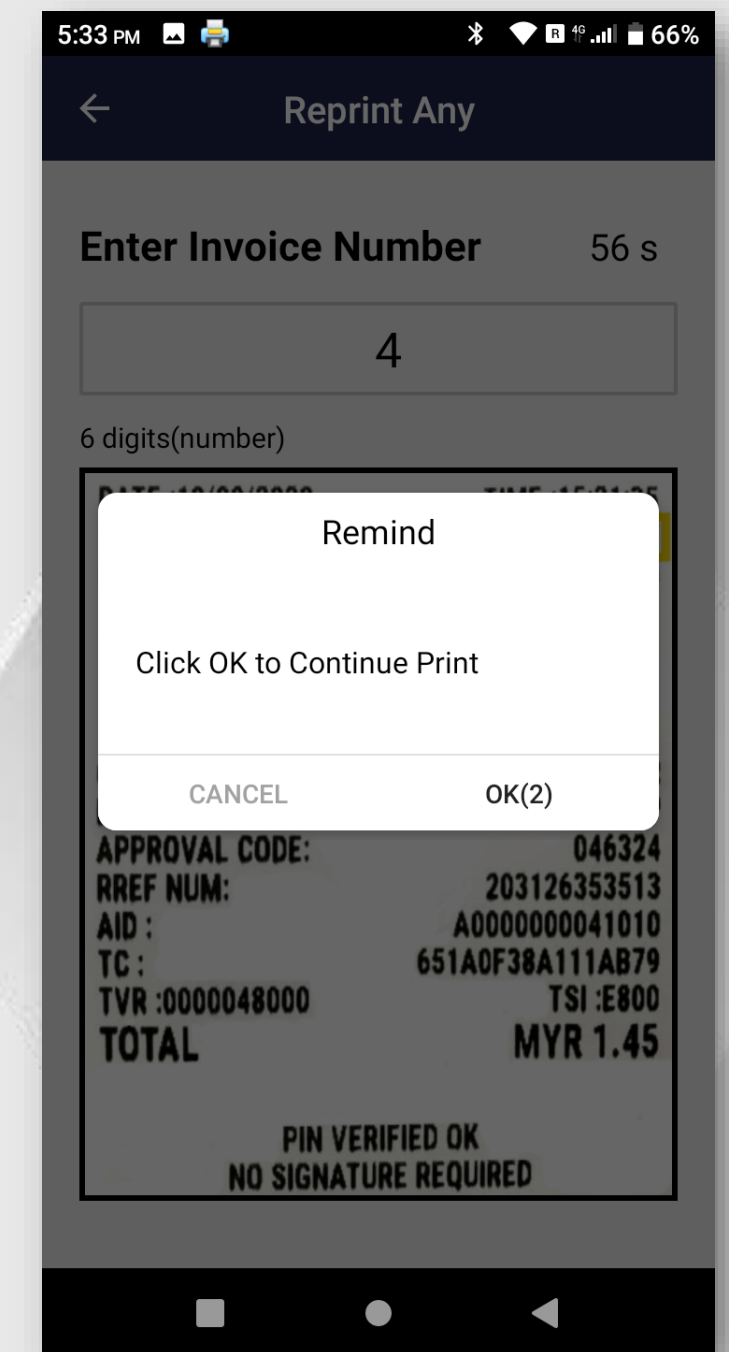 5:33 PM 4G 66%
Reprint Any
Enter Invoice Number 56 s
4
6 digits(number)
Remind
Click OK to Continue Print
CANCEL OK(2)
APPROVAL CODE: 046324
RREF NUM: 203126353513
AID : A0000000041010
TC : 651A0F38A111AB79
TVR :0000048000 TSI :E800
TOTAL MYR 1.45
PIN VERIFIED OK
NO SIGNATURE REQUIRED